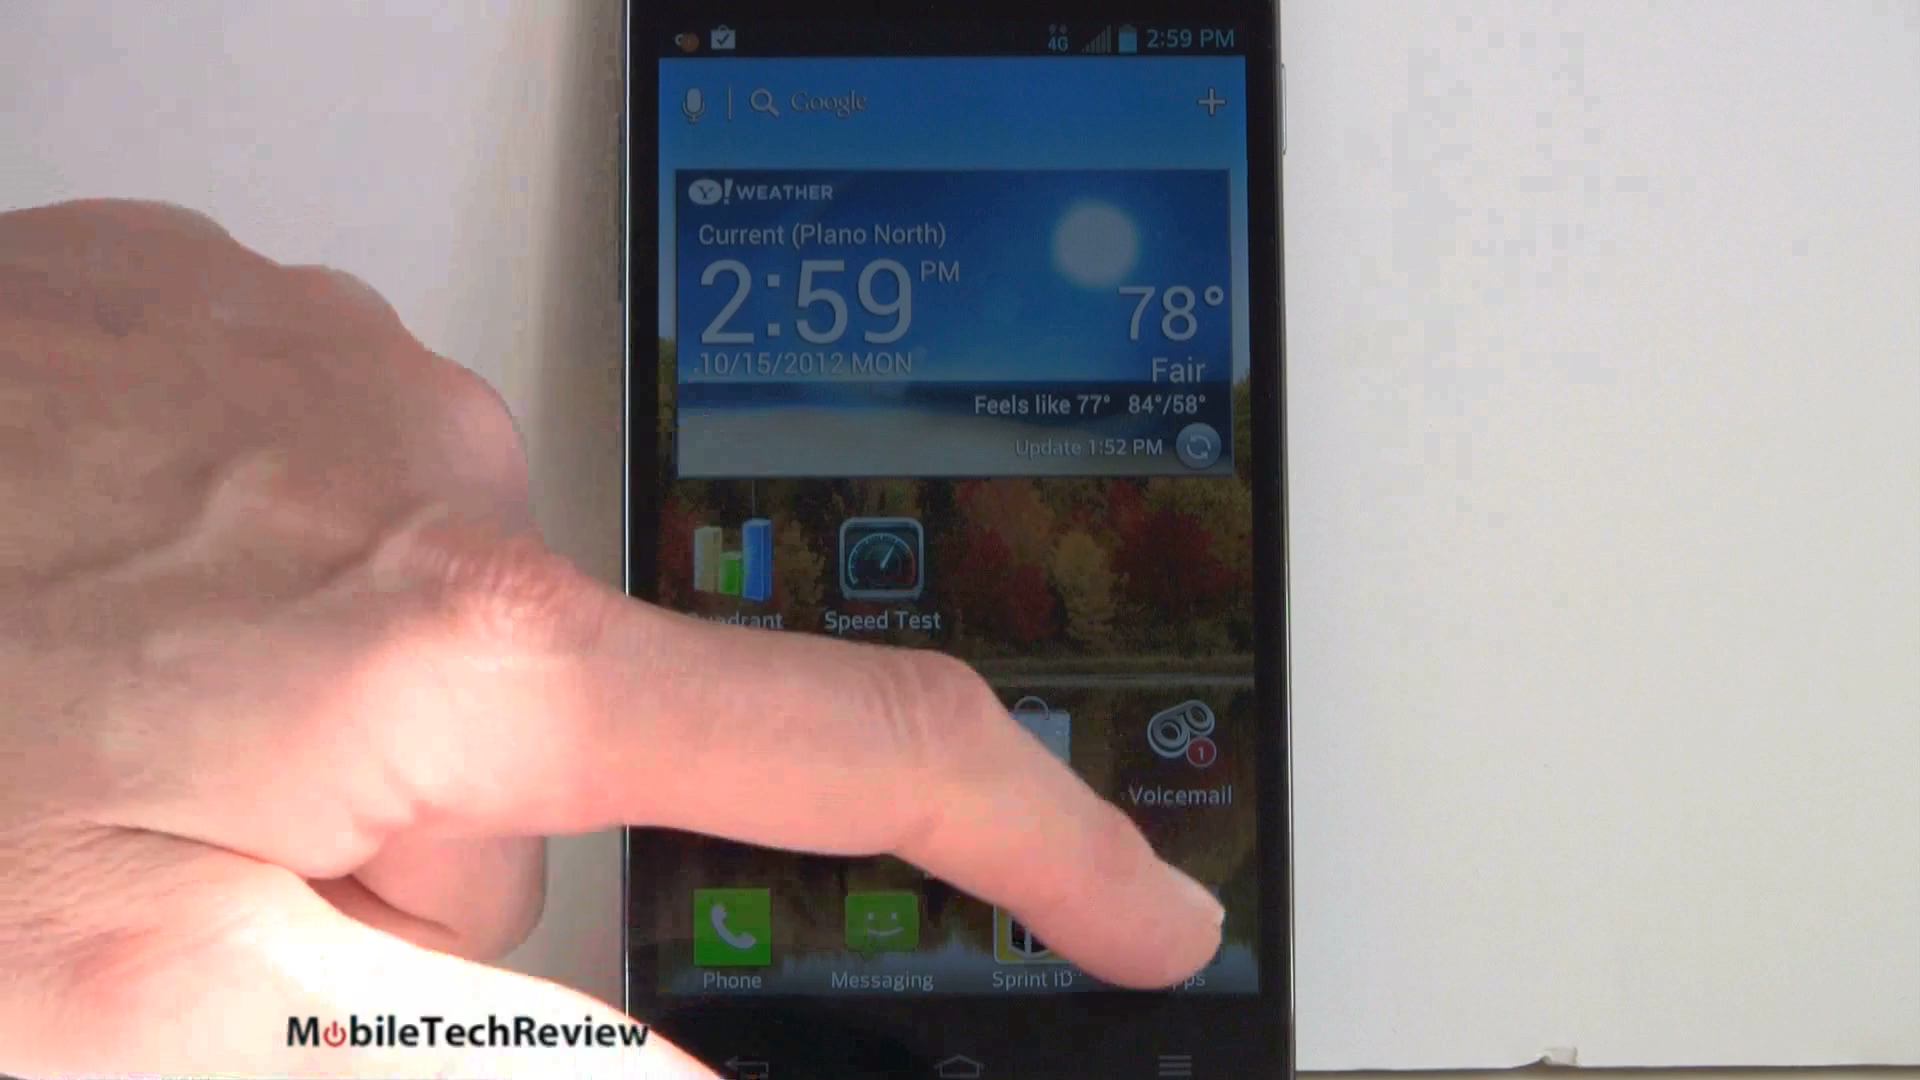 4G 2:59 PM
Google
Y! WEATHER
Current (Plano North)
2:59 PM
78°
10/15/2012 MON
Fair
Feels like 77° 84°/58°
Update 1:52 PM
Speed Test
1
Voicemail
Phone Messaging Sprint ID
MobileTechReview